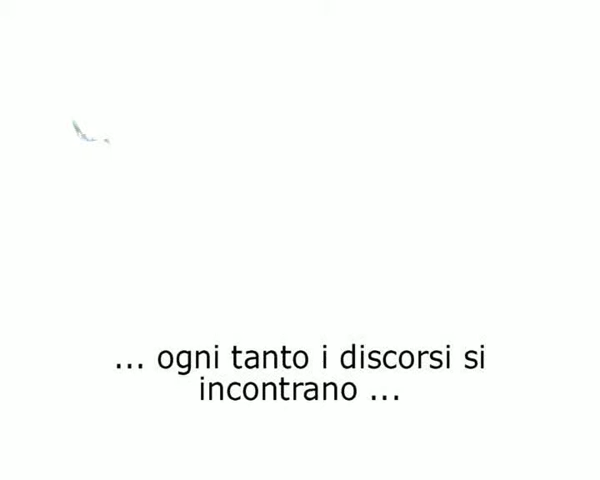 ... ogni tanto i discorsi si
incontrano ...